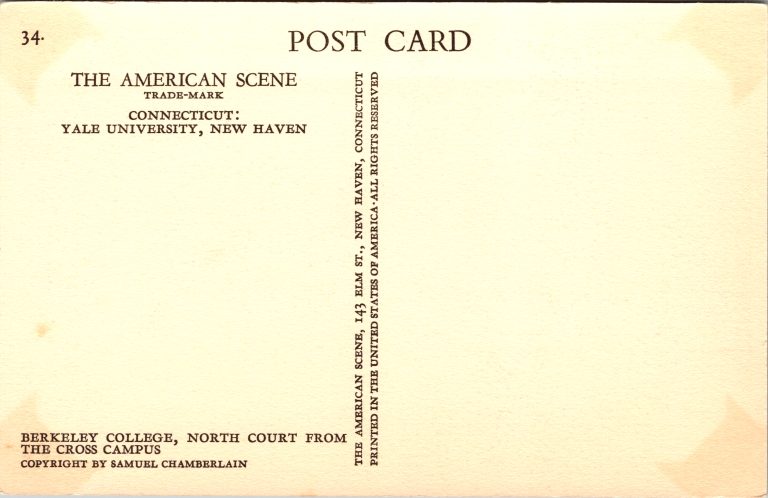 34.
POST CARD
THE AMERICAN SCENE
TRADE-MARK
CONNECTICUT:
YALE UNIVERSITY, NEW HAVEN
THE AMERICAN SCENE, 143 ELM ST., NEW HAVEN, CONNECTICUT
PRINTED IN THE UNITED STATES OF AMERICA·ALL RIGHTS RESERVED
BERKELEY COLLEGE, NORTH COURT FROM
THE CROSS CAMPUS
COPYRIGHT BY SAMUEL CHAMBERLAIN